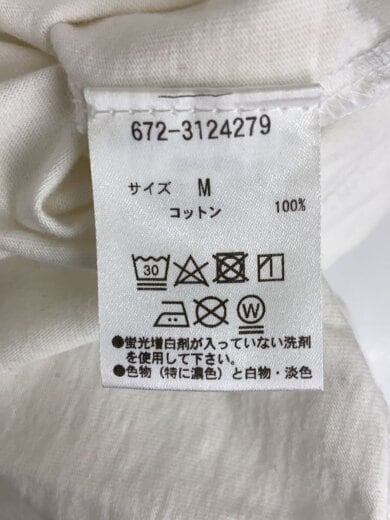 672-3124279
サイズ M
コットン 100%
30
W
●蛍光増白剤が入っていない洗剤
を使用して下さい。
●色物（特に濃色）と白物・淡色